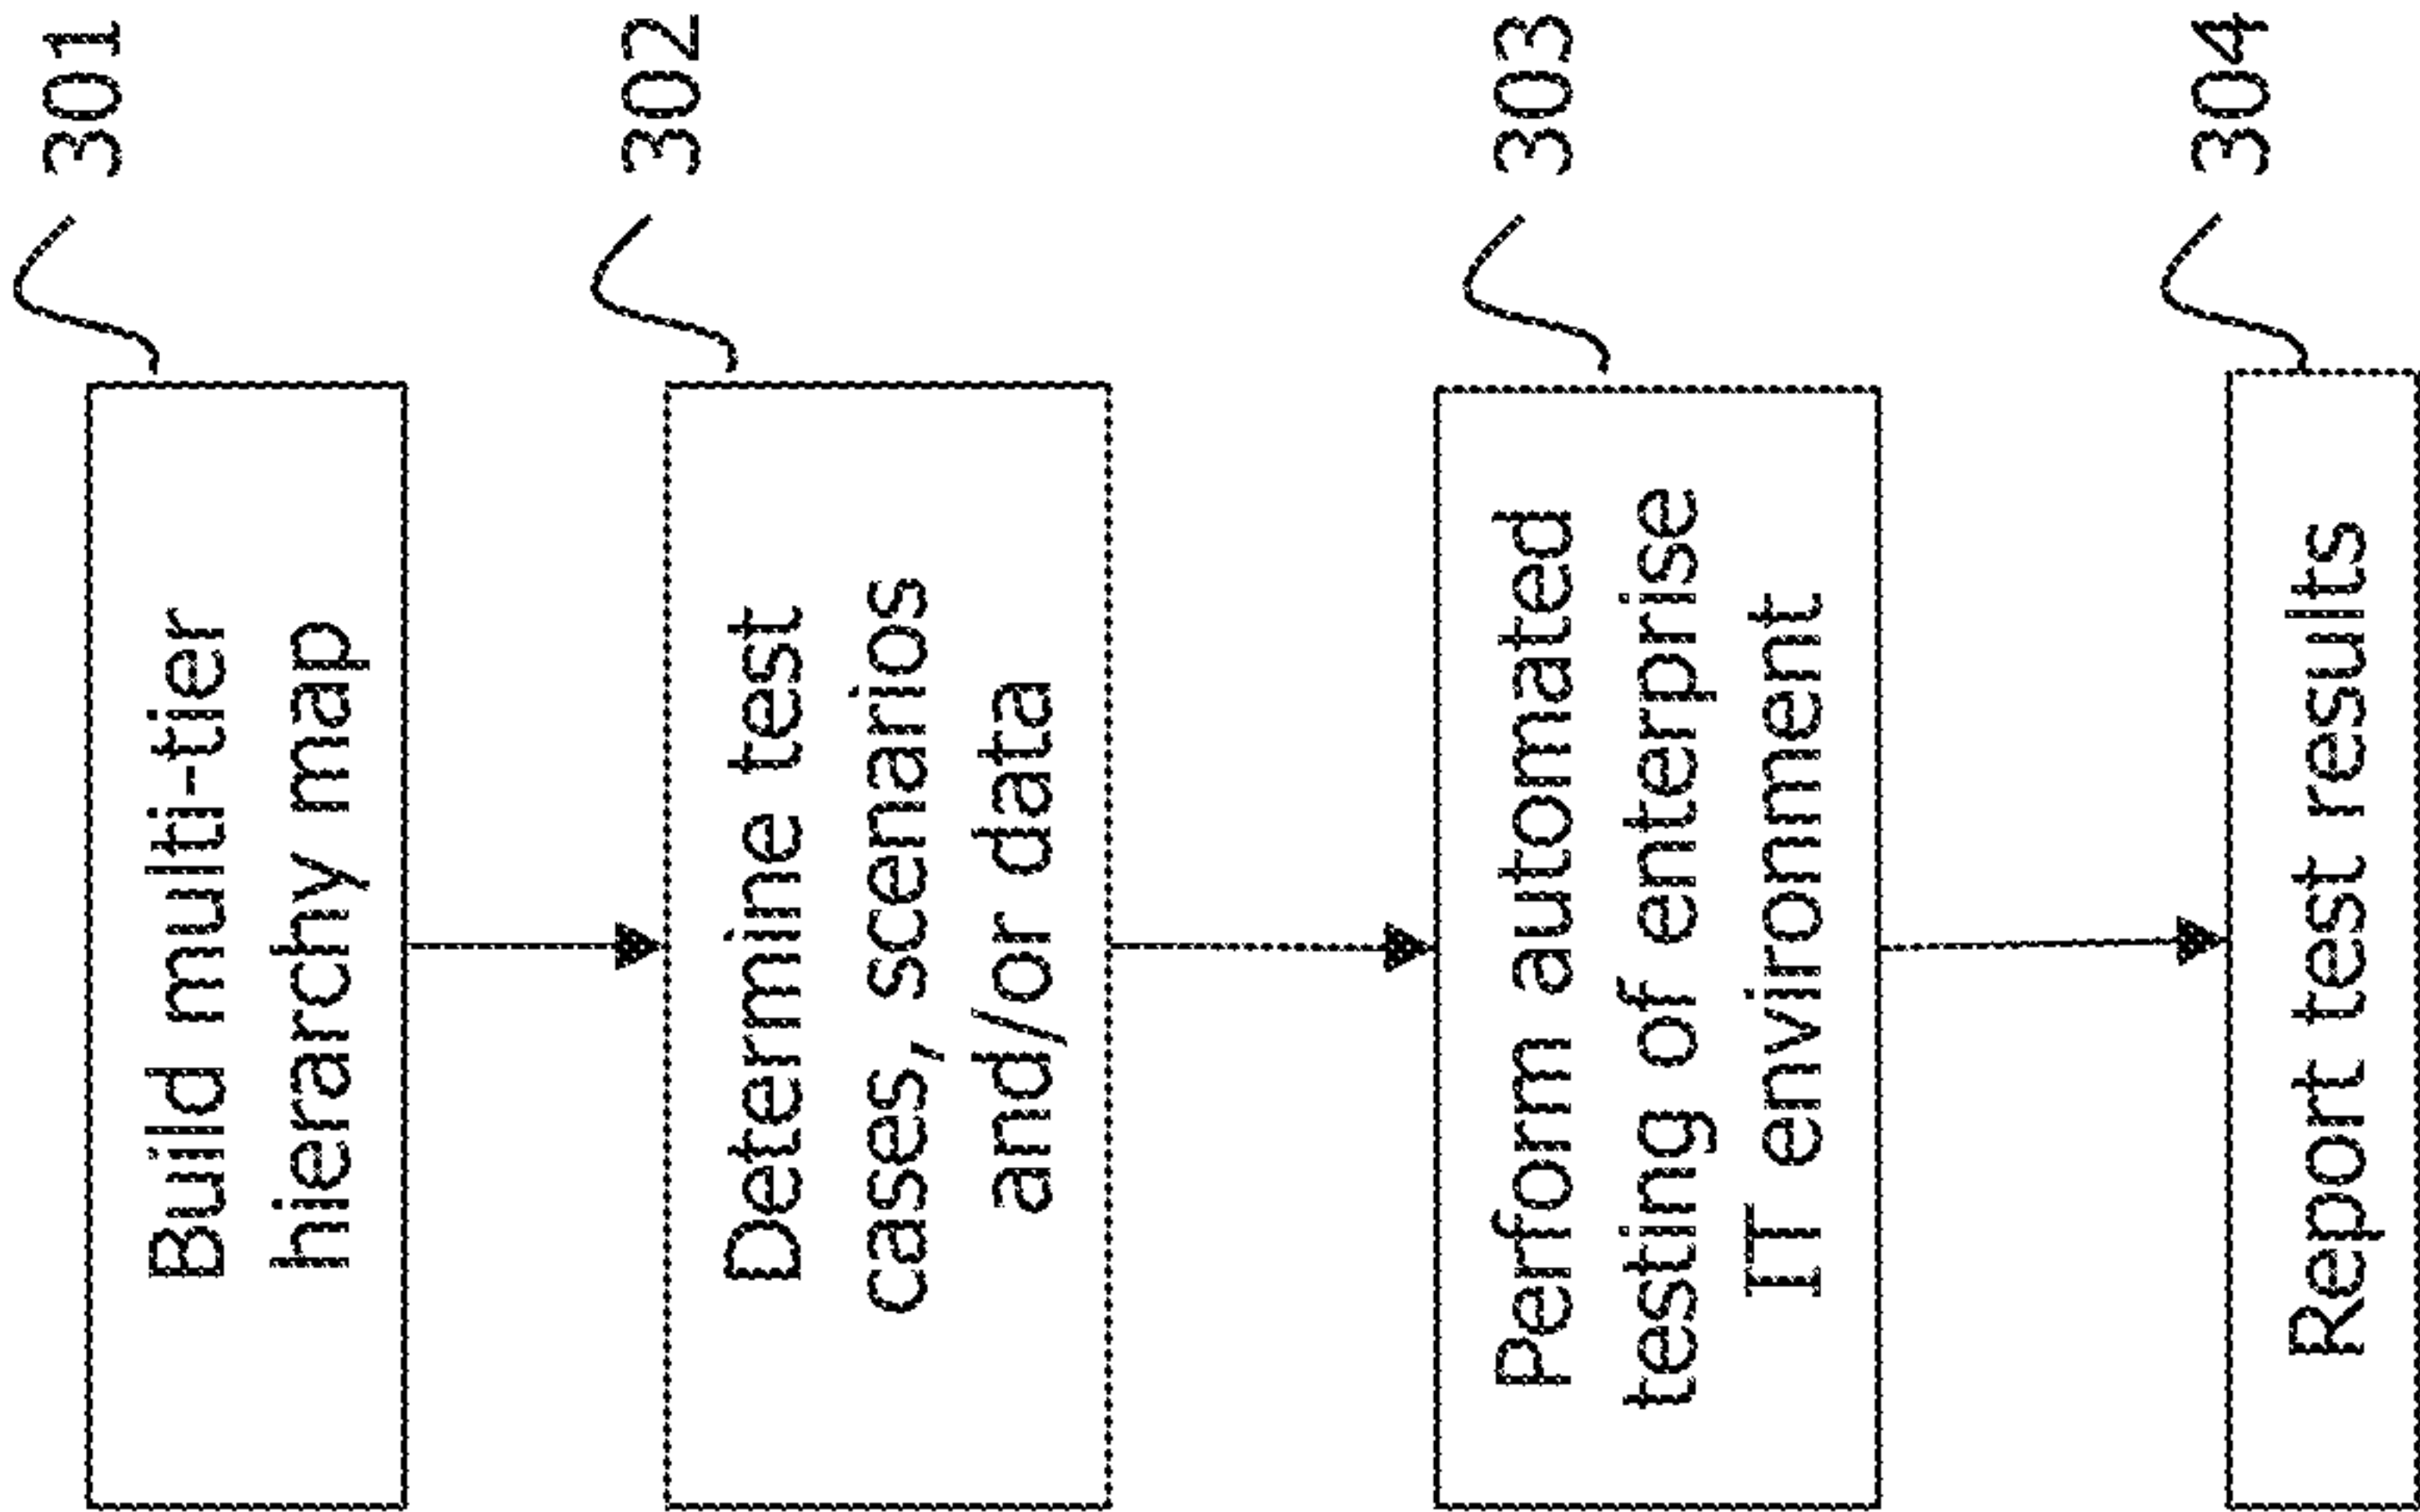 301
Build multi-tier
hierarchy map
302
Determine test
cases, scenarios
and/or data
303
Perform automated
testing of enterprise
IT environment
304
Report test results